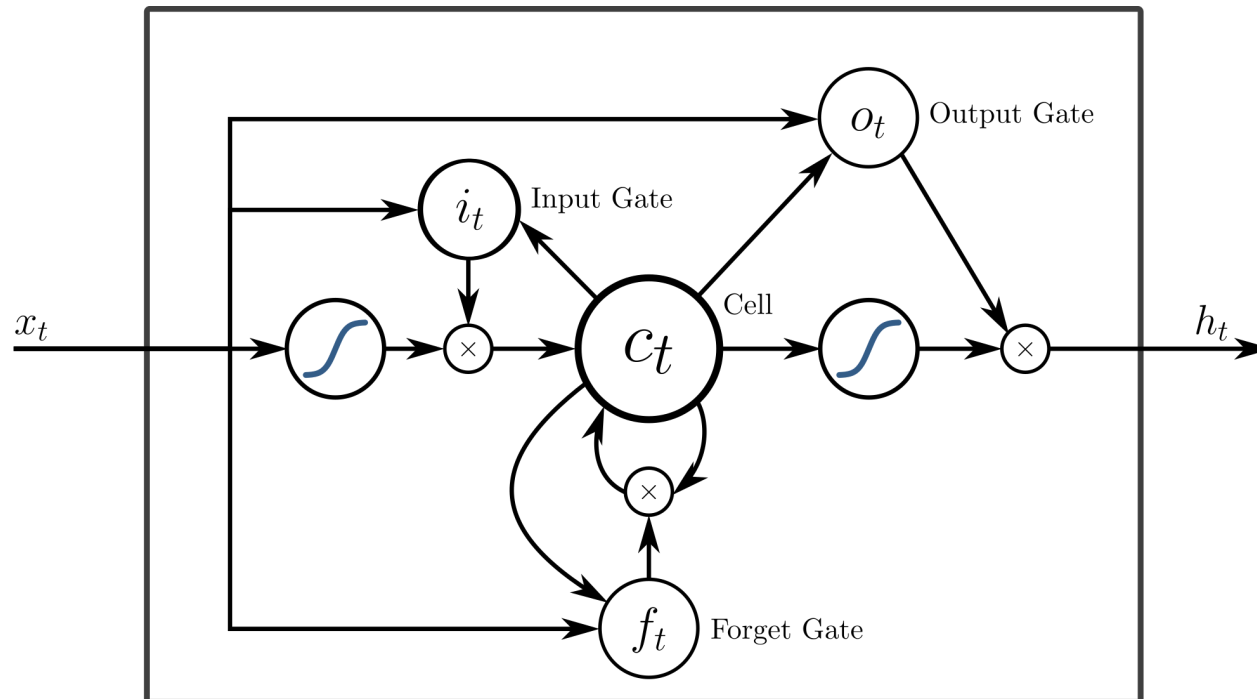 o_t Output Gate
i_t Input Gate
Cell
x_t
h_t
×
c_t
×
×
f_t Forget Gate